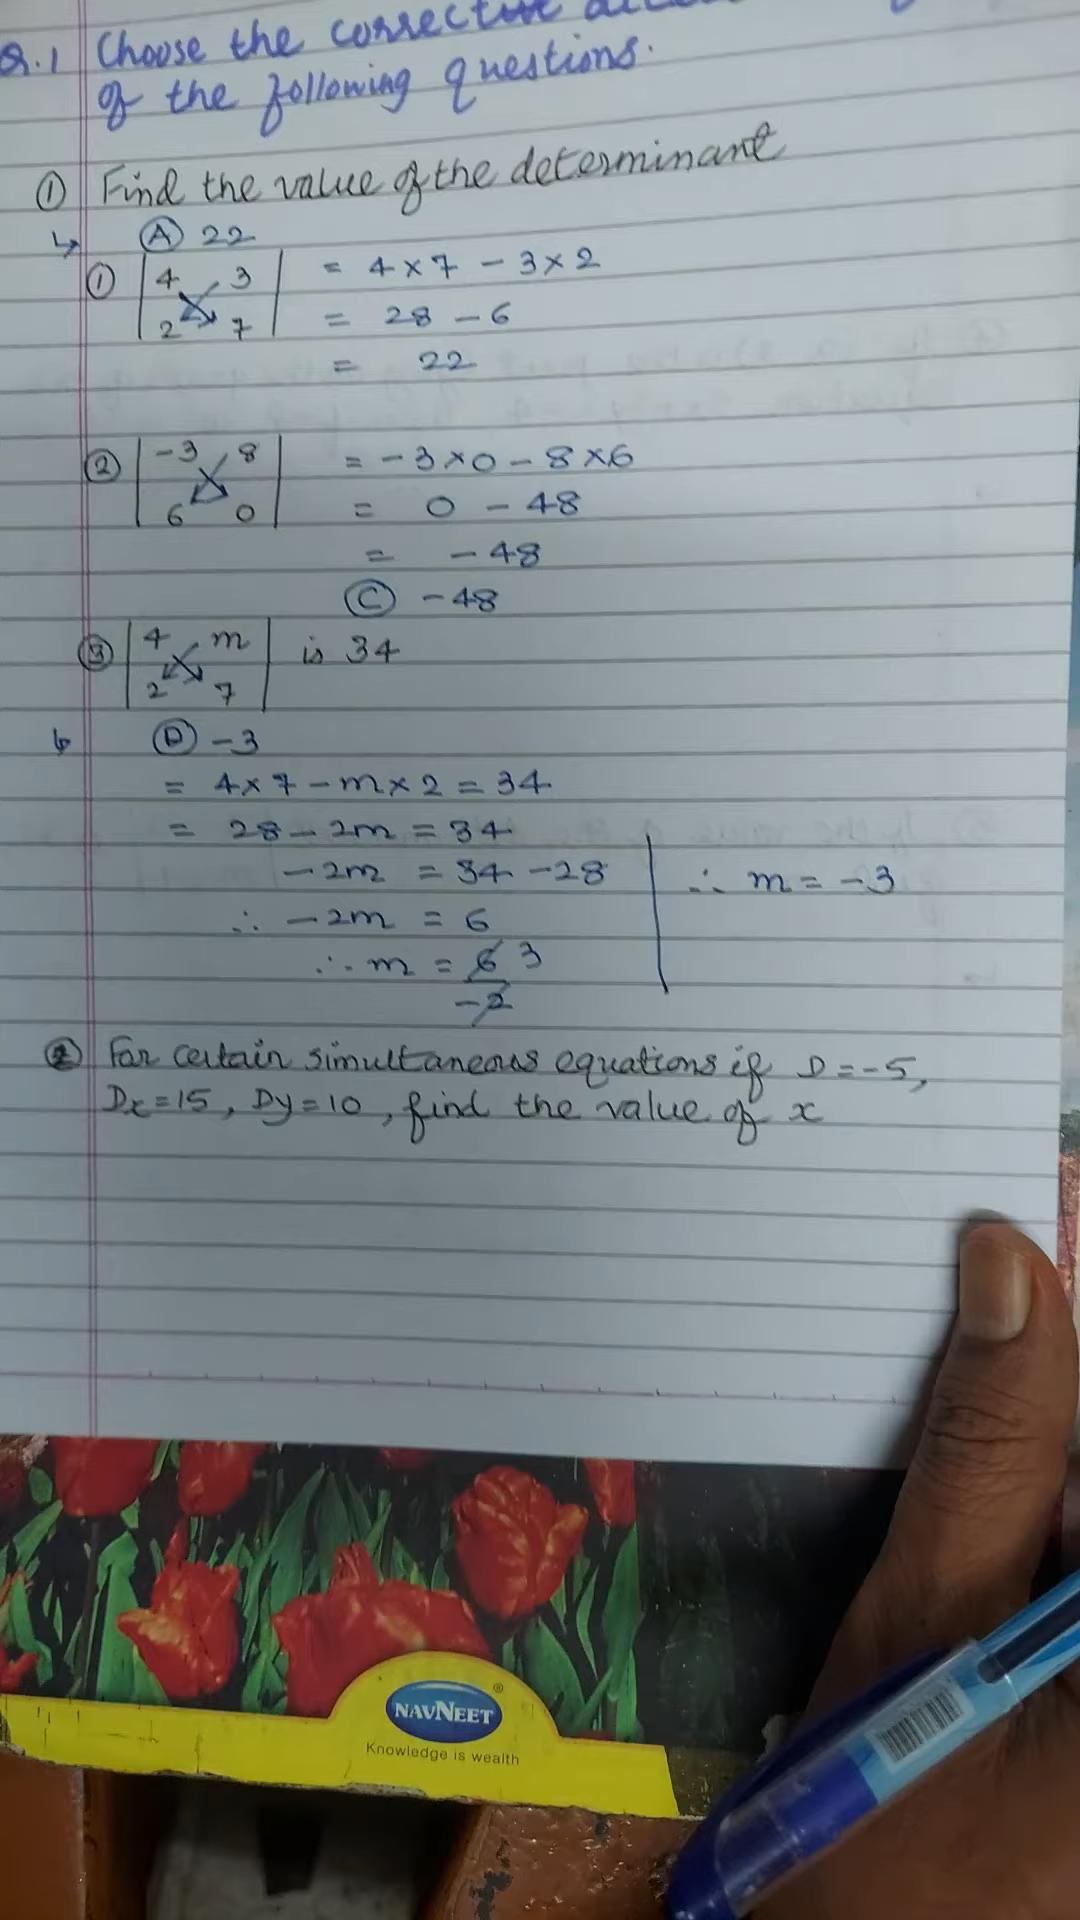 Q.1 Choose the correct
of the following questions.
① Find the value of the determinant
↳ Ⓐ 22
① | 4 3 | = 4 × 7 - 3 × 2
| 2 7 | = 28 - 6
= 22
② | -3 8 | = -3 × 0 - 8 × 6
| 6 0 | = 0 - 48
= -48
Ⓒ -48
③ | 4 m | is 34
| 2 7 |
↳ Ⓓ -3
= 4 × 7 - m × 2 = 34
= 28 - 2m = 34
-2m = 34 - 28
∴ -2m = 6
∴ m = 6 3
-2
∴ m = -3
② For certain simultaneous equations if D = -5,
Dx = 15, Dy = 10, find the value of x
NAVNEET ®
Knowledge is wealth